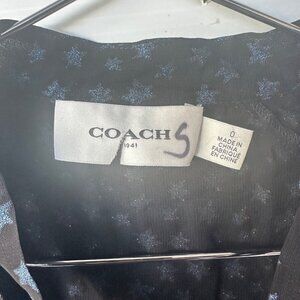 COACH
1941
S
0
MADE IN
CHINA
FABRIQUÉ
EN CHINE